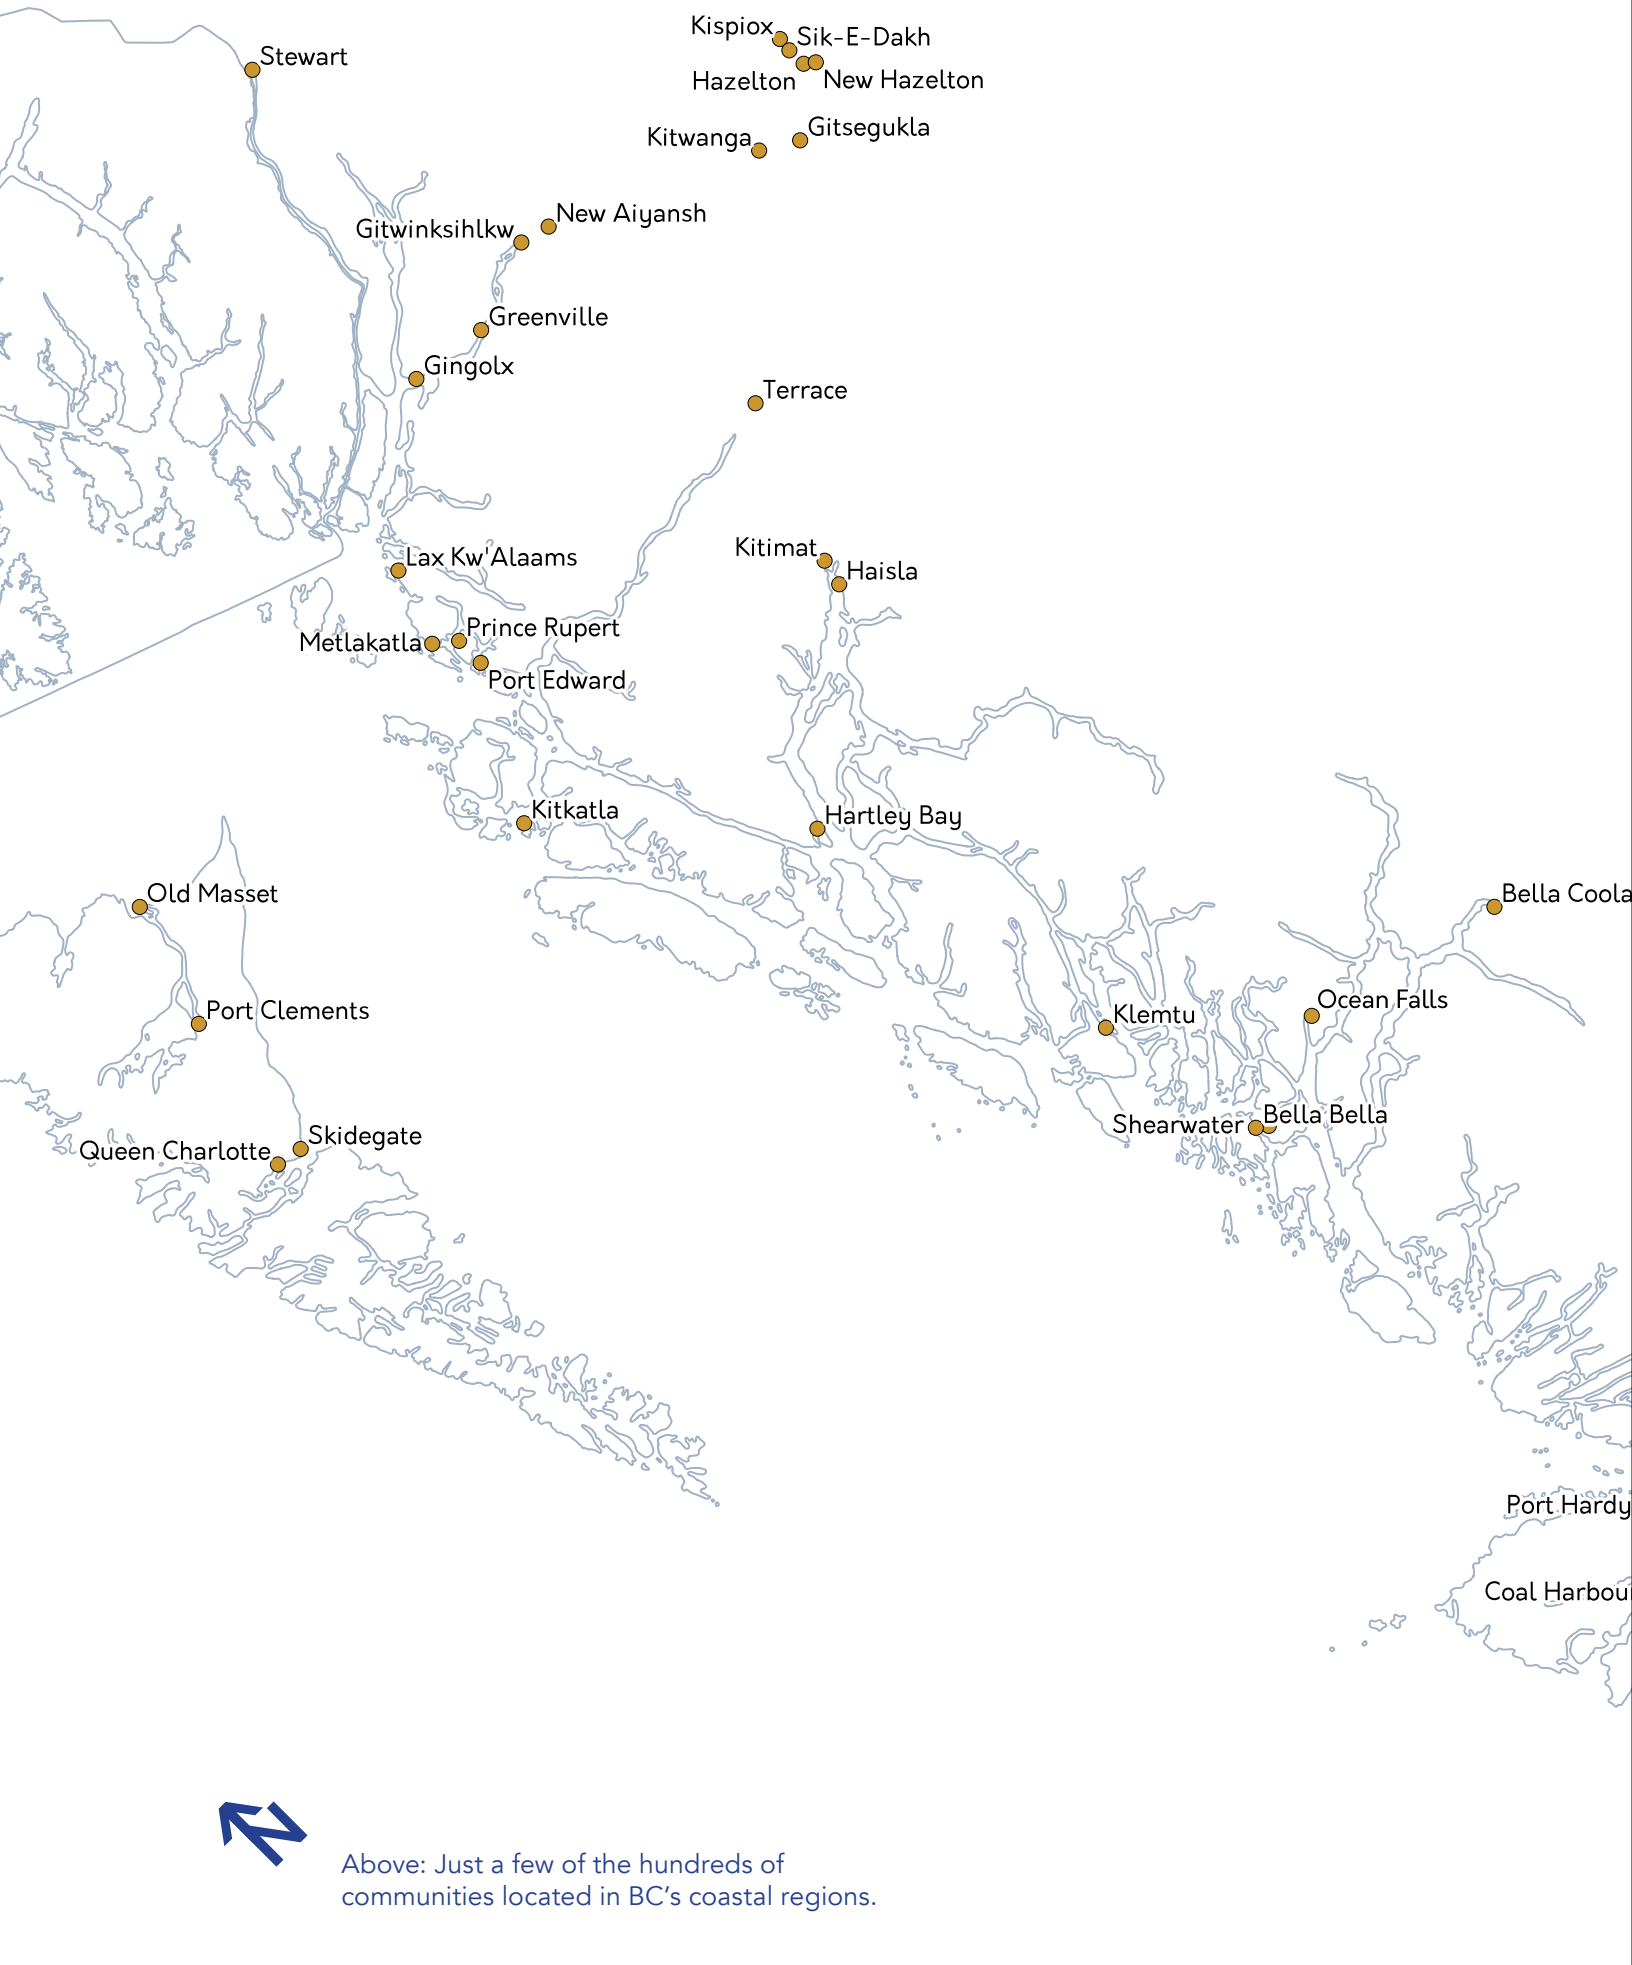 Kispiox
Sik-E-Dakh
Stewart
Hazelton
New Hazelton
Gitsegukla
Kitwanga
New Aiyansh
Gitwinksihlkw
Greenville
Gingolx
Terrace
Kitimat
Lax Kw'Alaams
Haisla
Prince Rupert
Metlakatla
Port Edward
Kitkatla
Hartley Bay
Old Masset
Bella Coola
Ocean Falls
Port Clements
Klemtu
Bella Bella
Shearwater
Skidegate
Queen Charlotte
Port Hardy
Coal Harbour
N
Above: Just a few of the hundreds of
communities located in BC's coastal regions.